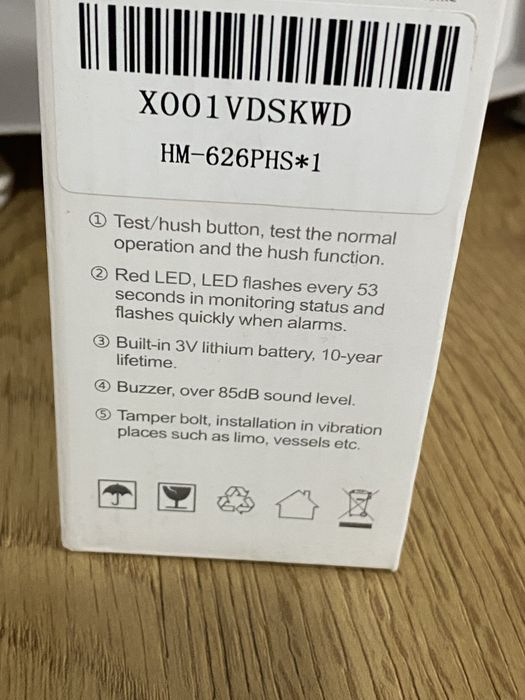 X001VDSKWD
HM-626PHS*1
① Test/hush button, test the normal
operation and the hush function.
② Red LED, LED flashes every 53
seconds in monitoring status and
flashes quickly when alarms.
③ Built-in 3V lithium battery, 10-year
lifetime.
④ Buzzer, over 85dB sound level.
⑤ Tamper bolt, installation in vibration
places such as limo, vessels etc.